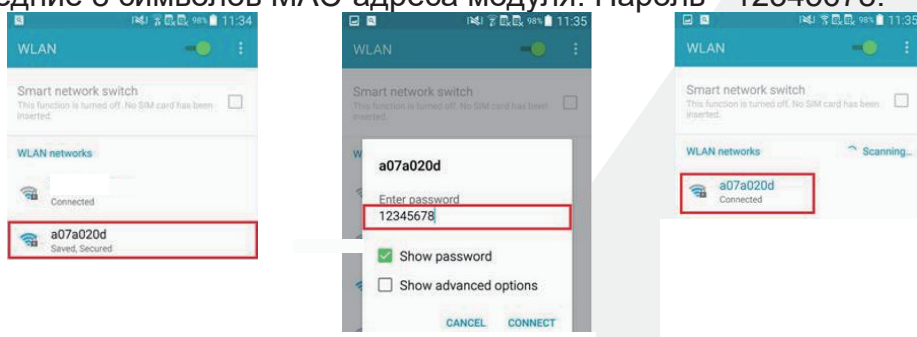 едние 8 символов MAC-адреса модуля. Пароль - 12345678.
98% 11:34
WLAN
Smart network switch
This function is turned off. No SIM card has been
inserted.
WLAN networks
Connected
a07a020d
Saved, Secured
98% 11:35
WLAN
Smart network switch
This function is turned off. No SIM card has been
inserted.
W
a07a020d
Enter password
12345678
Show password
Show advanced options
CANCEL CONNECT
98% 11:35
WLAN
Smart network switch
This function is turned off. No SIM card has been
inserted.
WLAN networks Scanning...
a07a020d
Connected